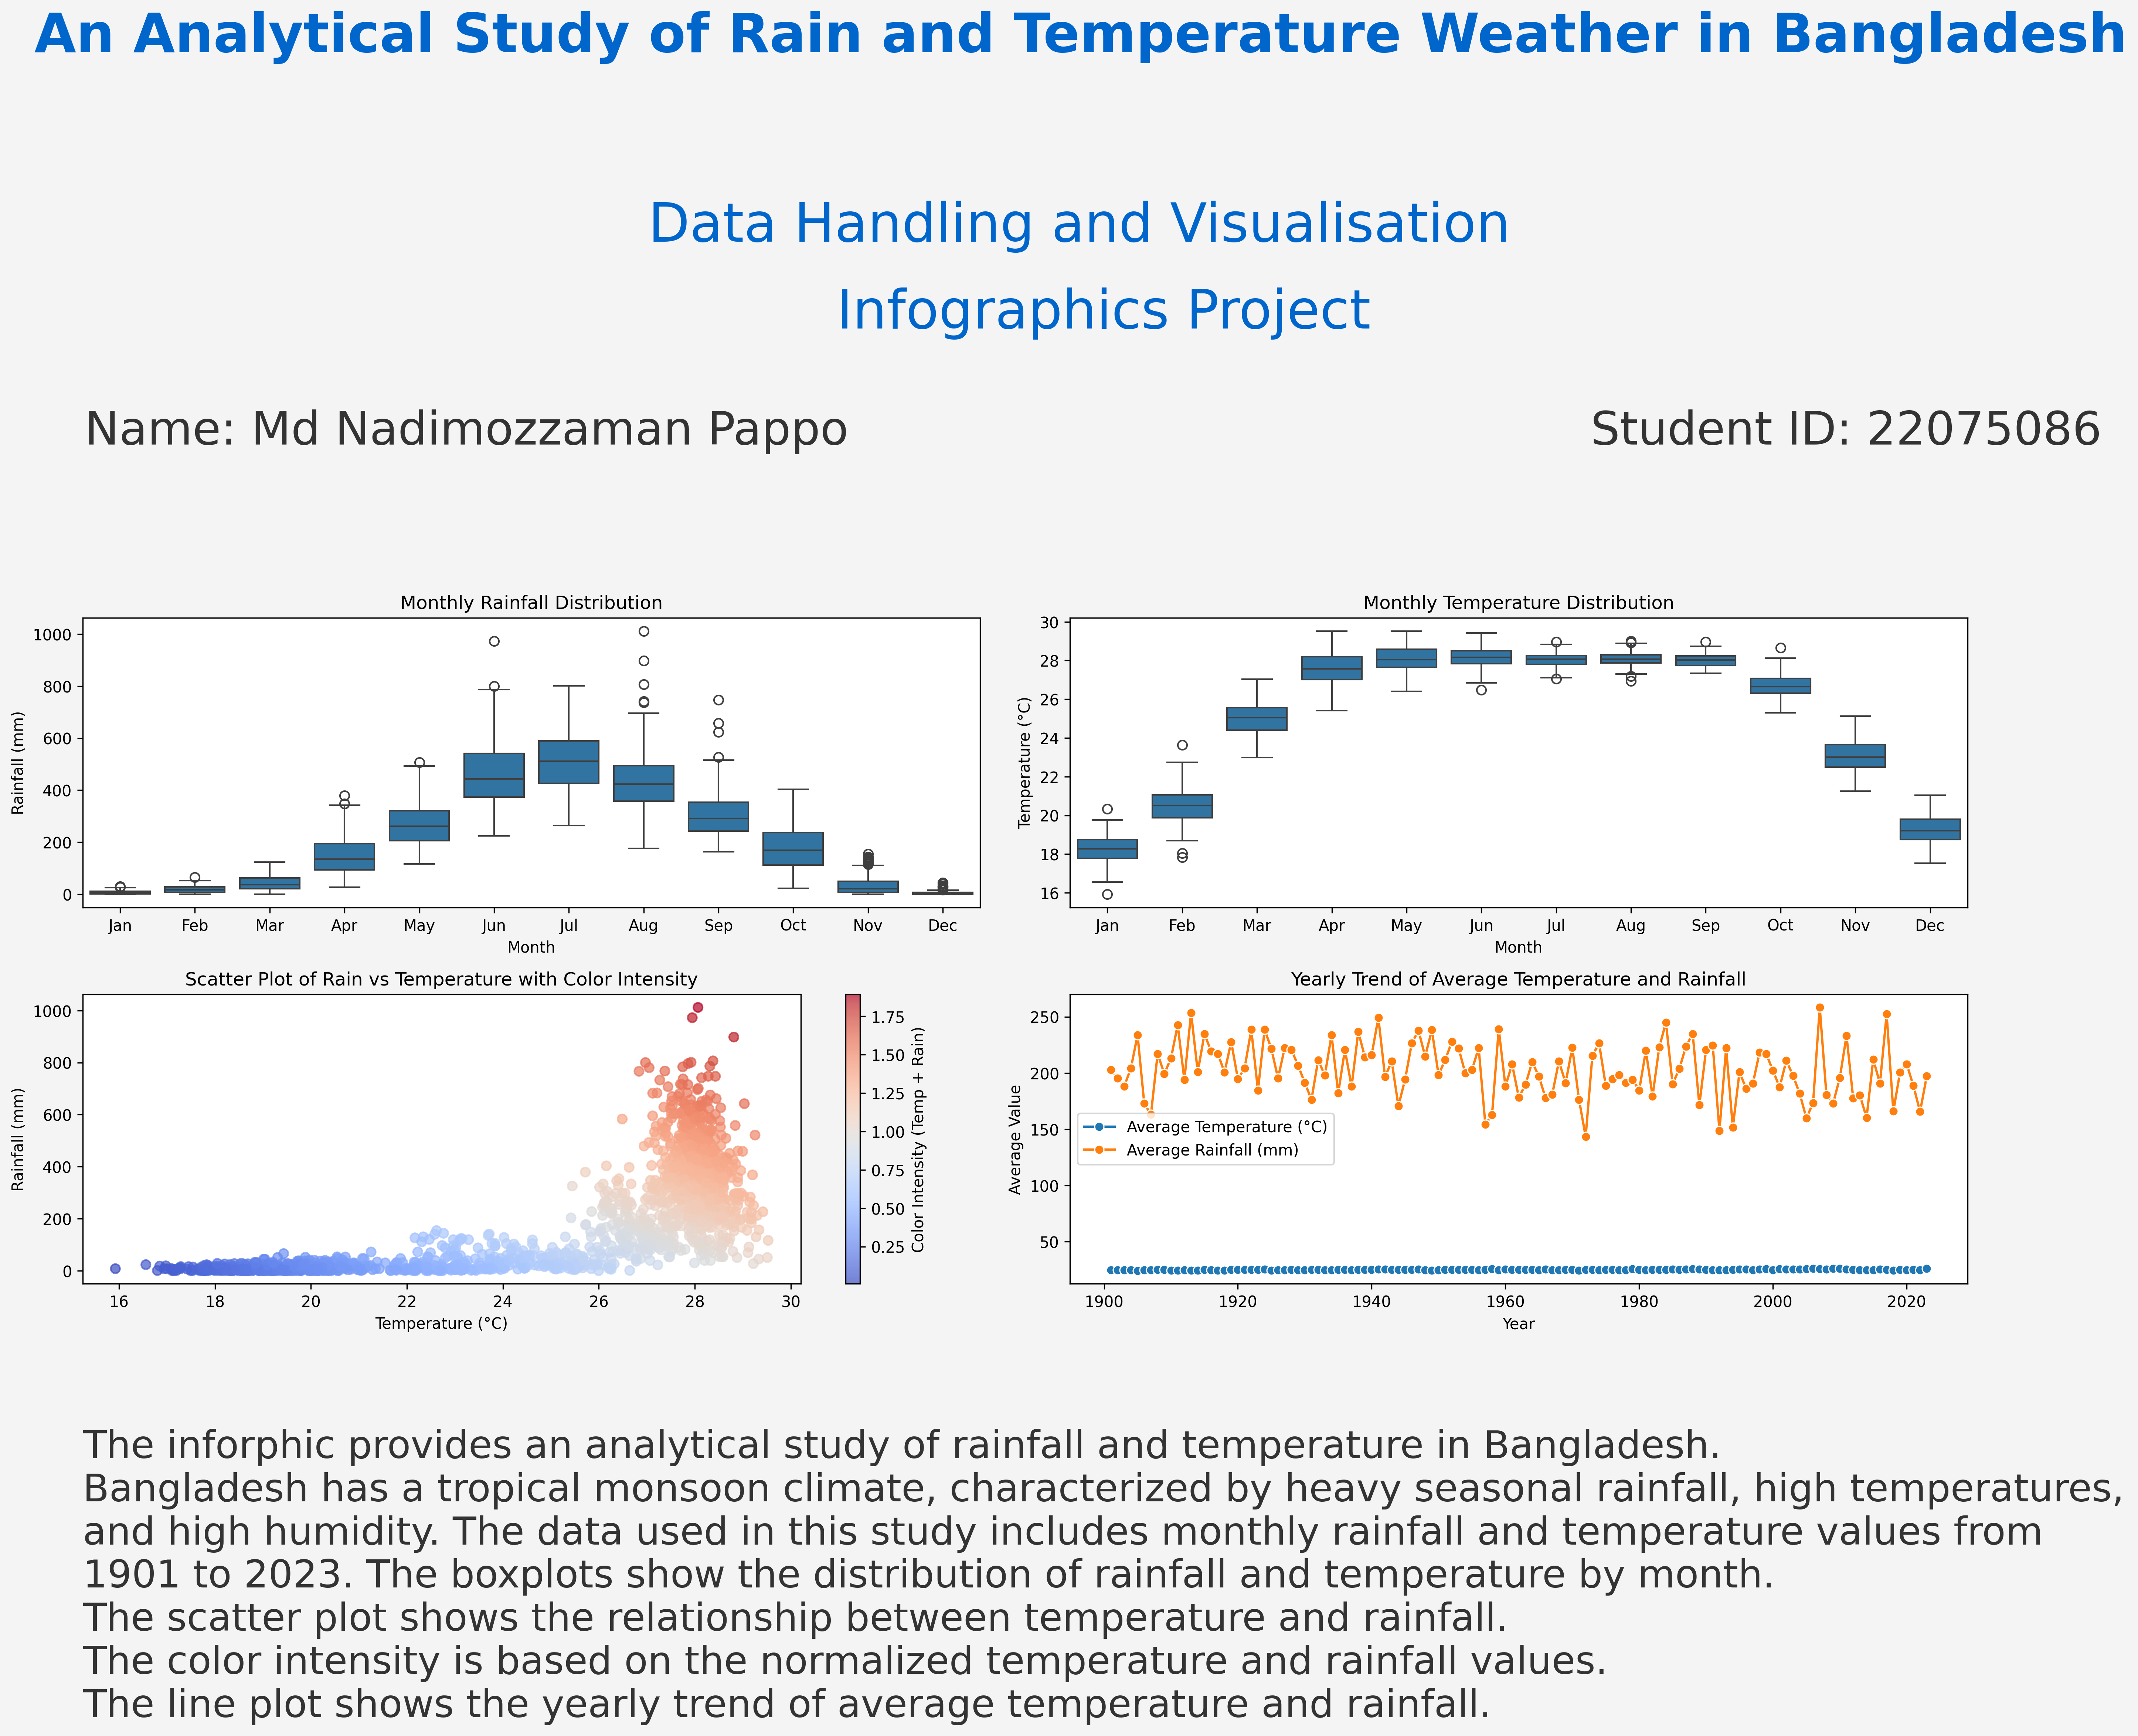 An Analytical Study of Rain and Temperature Weather in Bangladesh
Data Handling and Visualisation
Infographics Project
Name: Md Nadimozzaman Pappo
Student ID: 22075086
Monthly Rainfall Distribution
Rainfall (mm)
1000
800
600
400
200
0
Jan Feb Mar Apr May Jun Jul Aug Sep Oct Nov Dec
Month
Monthly Temperature Distribution
Temperature (°C)
30
28
26
24
22
20
18
16
Jan Feb Mar Apr May Jun Jul Aug Sep Oct Nov Dec
Month
Scatter Plot of Rain vs Temperature with Color Intensity
Rainfall (mm)
1000
800
600
400
200
0
16 18 20 22 24 26 28 30
Temperature (°C)
1.75
1.50
1.25
1.00
0.75
0.50
0.25
Color Intensity (Temp + Rain)
Yearly Trend of Average Temperature and Rainfall
Average Value
250
200
150
100
50
Average Temperature (°C)
Average Rainfall (mm)
1900 1920 1940 1960 1980 2000 2020
Year
The inforphic provides an analytical study of rainfall and temperature in Bangladesh.
Bangladesh has a tropical monsoon climate, characterized by heavy seasonal rainfall, high temperatures,
and high humidity. The data used in this study includes monthly rainfall and temperature values from
1901 to 2023. The boxplots show the distribution of rainfall and temperature by month.
The scatter plot shows the relationship between temperature and rainfall.
The color intensity is based on the normalized temperature and rainfall values.
The line plot shows the yearly trend of average temperature and rainfall.